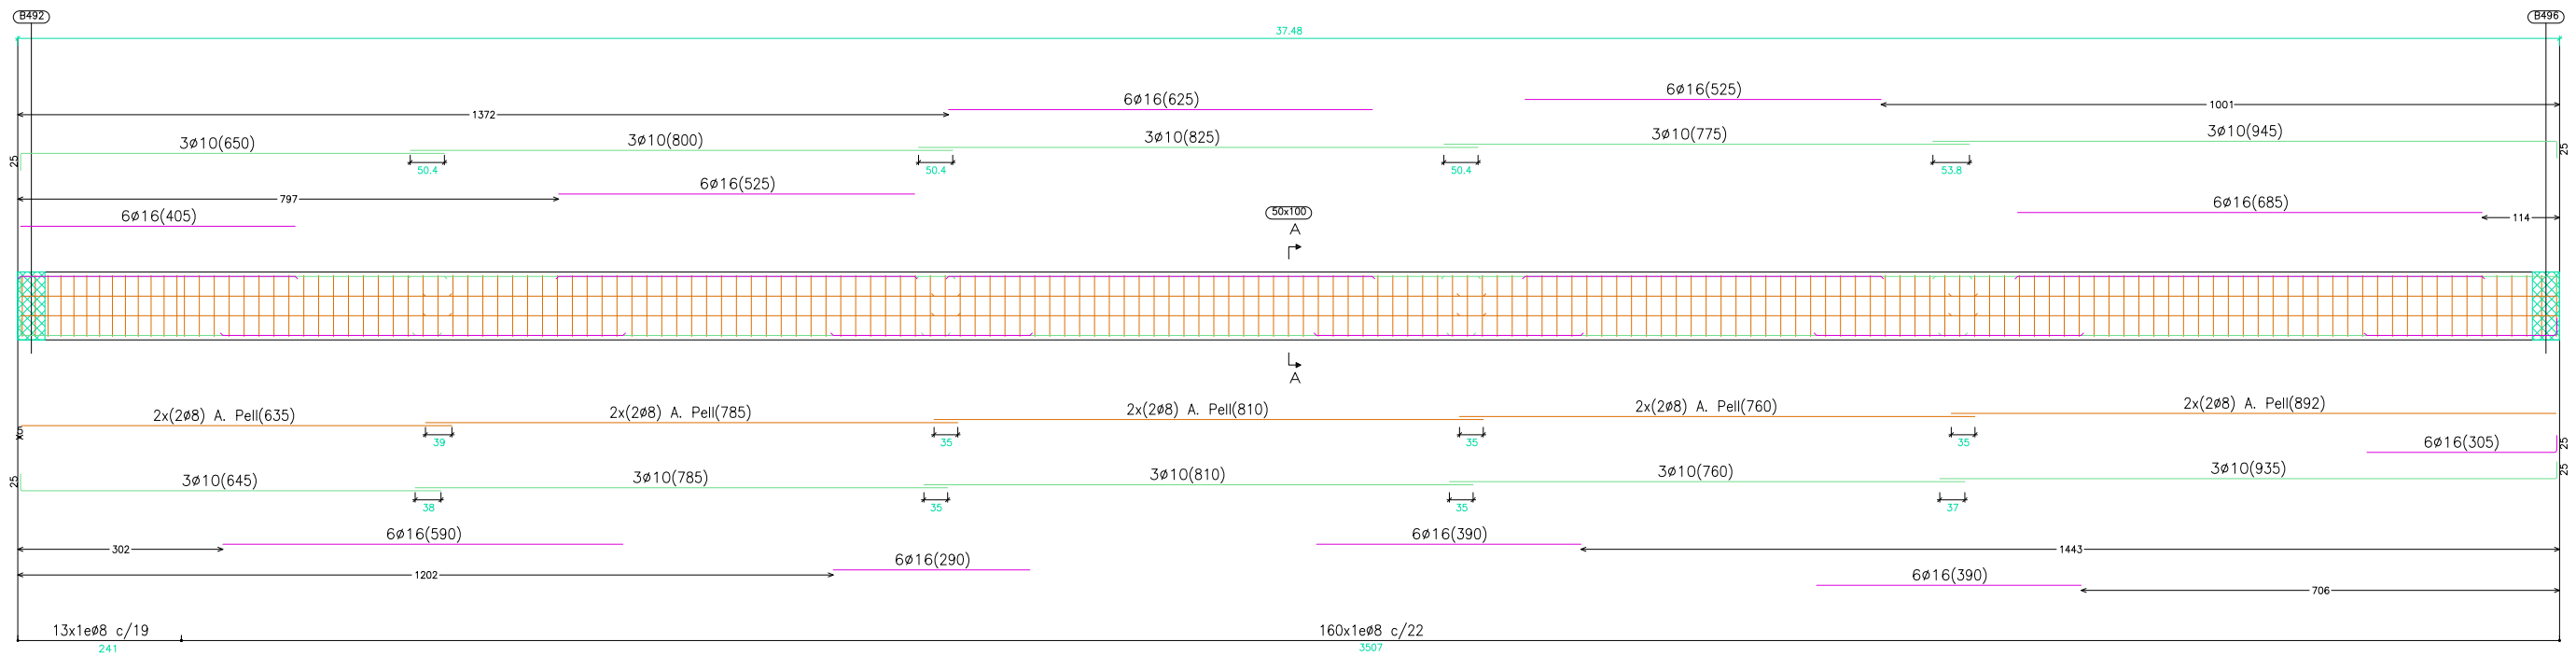 B492
B496
37.48
6ø16(525)
6ø16(625)
1001
1372
3ø10(945)
3ø10(775)
3ø10(825)
3ø10(800)
3ø10(650)
25
25
50.4
50.4
50.4
53.8
6ø16(525)
797
6ø16(685)
6ø16(405)
50x100
114
A
A
2x(2ø8) A. Pell(635)
2x(2ø8) A. Pell(785)
2x(2ø8) A. Pell(810)
2x(2ø8) A. Pell(760)
2x(2ø8) A. Pell(892)
39
35
35
35
6ø16(305)
25
3ø10(645)
3ø10(785)
3ø10(810)
3ø10(760)
3ø10(935)
25
25
38
35
35
37
6ø16(590)
6ø16(390)
302
1443
6ø16(290)
1202
6ø16(390)
706
13x1eø8 c/19
160x1eø8 c/22
241
3507